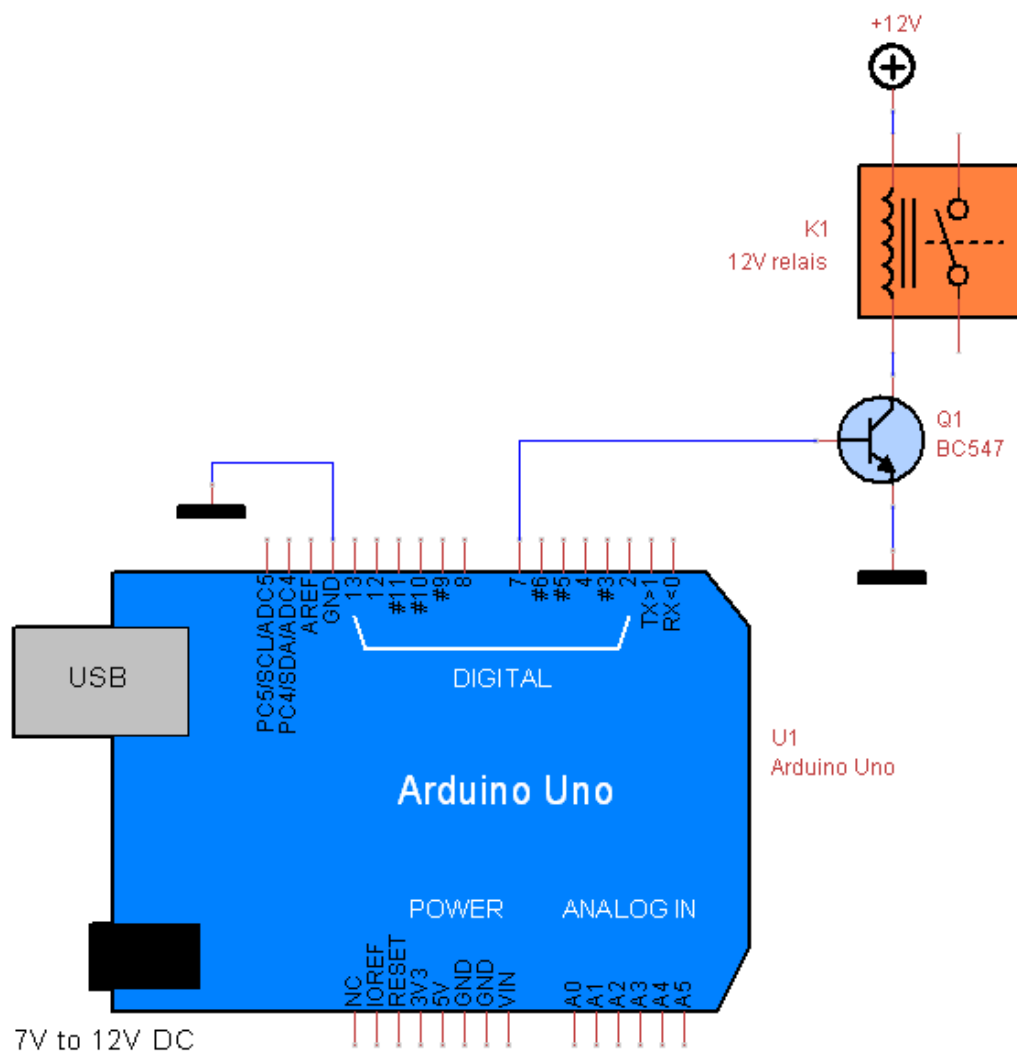 +12V
K1
12V relais
Q1
BC547
PC5/SCL/ADC5
PC4/SDA/ADC4
AREF
GND
13
12
#11
#10
#9
8
7
#6
#5
4
#3
2
TX>1
RX<0
USB
DIGITAL
U1
Arduino Uno
Arduino Uno
POWER
ANALOG IN
NC
IOREF
RESET
3V3
5V
GND
GND
VIN
A0
A1
A2
A3
A4
A5
7V to 12V DC